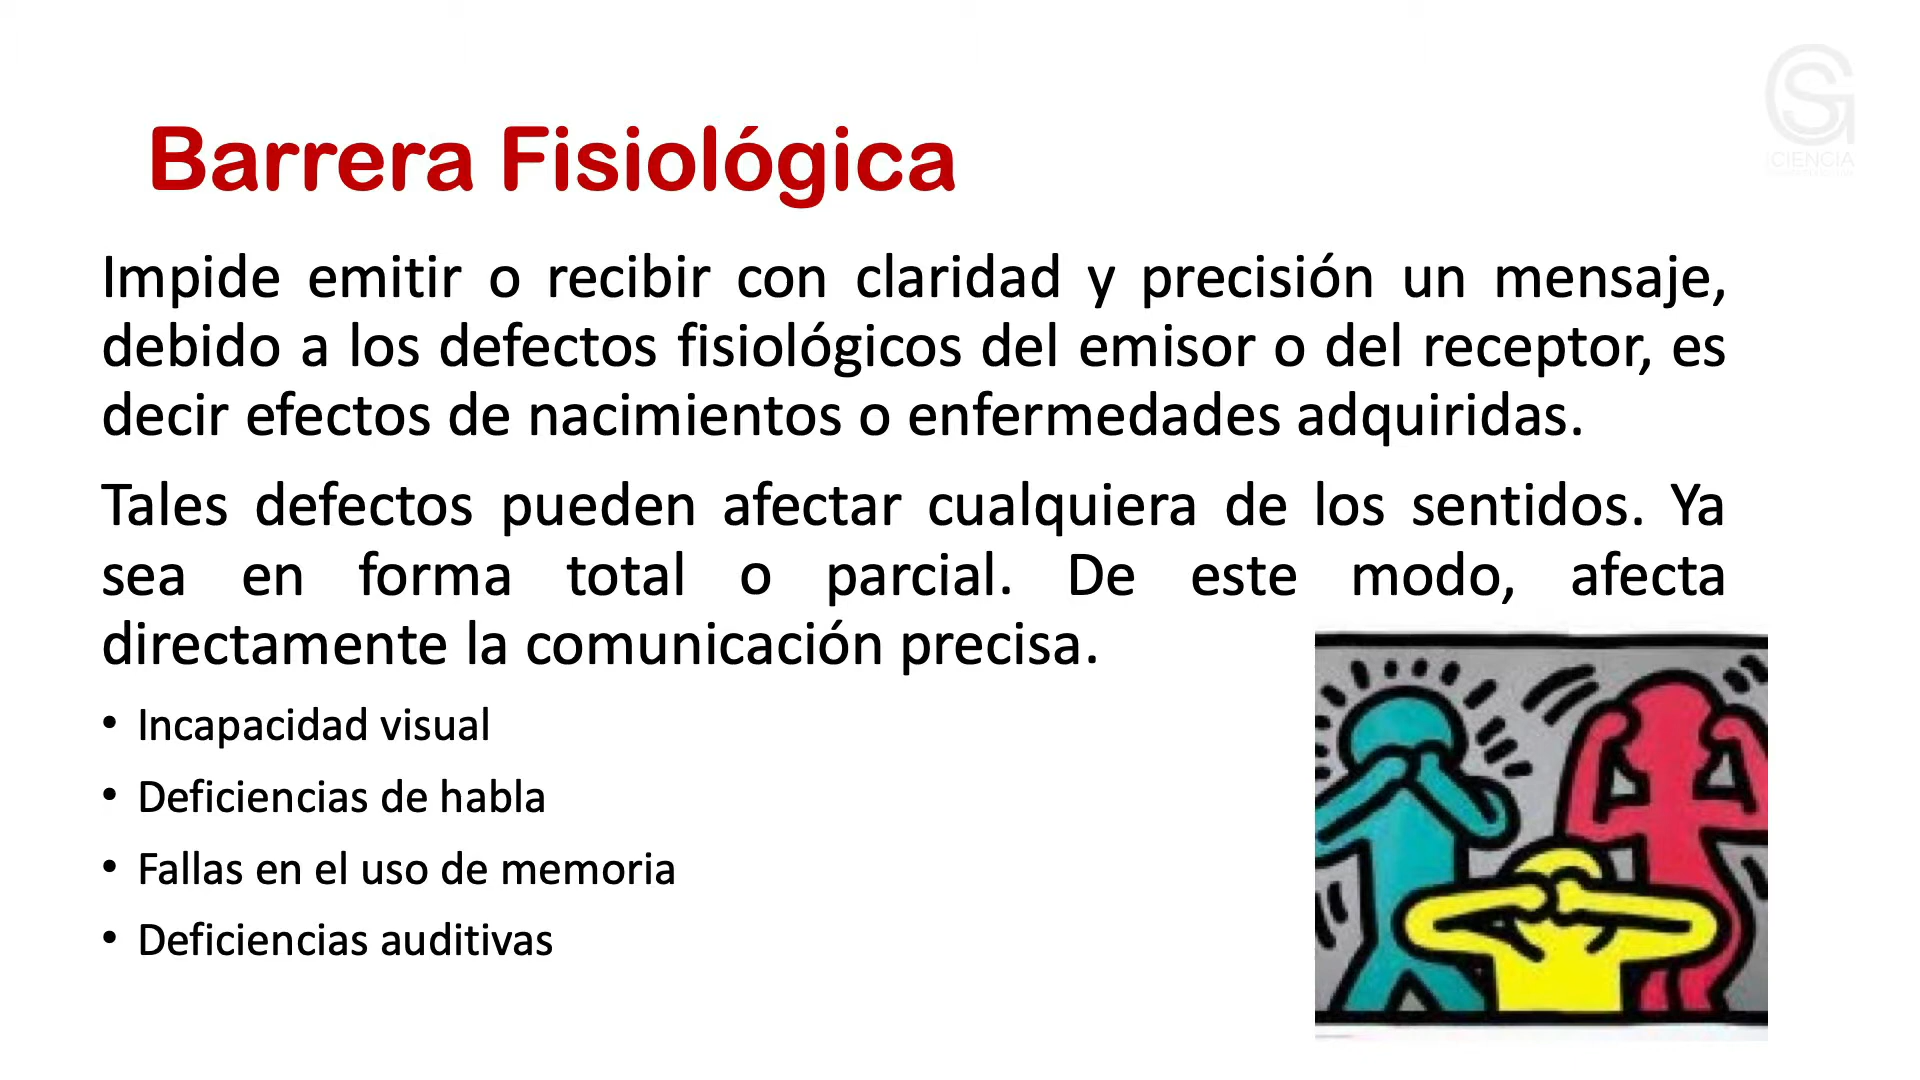 CIENCIA
Barrera Fisiológica
Impide emitir o recibir con claridad y precisión un mensaje,
debido a los defectos fisiológicos del emisor o del receptor, es
decir efectos de nacimientos o enfermedades adquiridas.
Tales defectos pueden afectar cualquiera de los sentidos. Ya
sea en forma total o parcial. De este modo, afecta
directamente la comunicación precisa.
• Incapacidad visual
• Deficiencias de habla
• Fallas en el uso de memoria
• Deficiencias auditivas